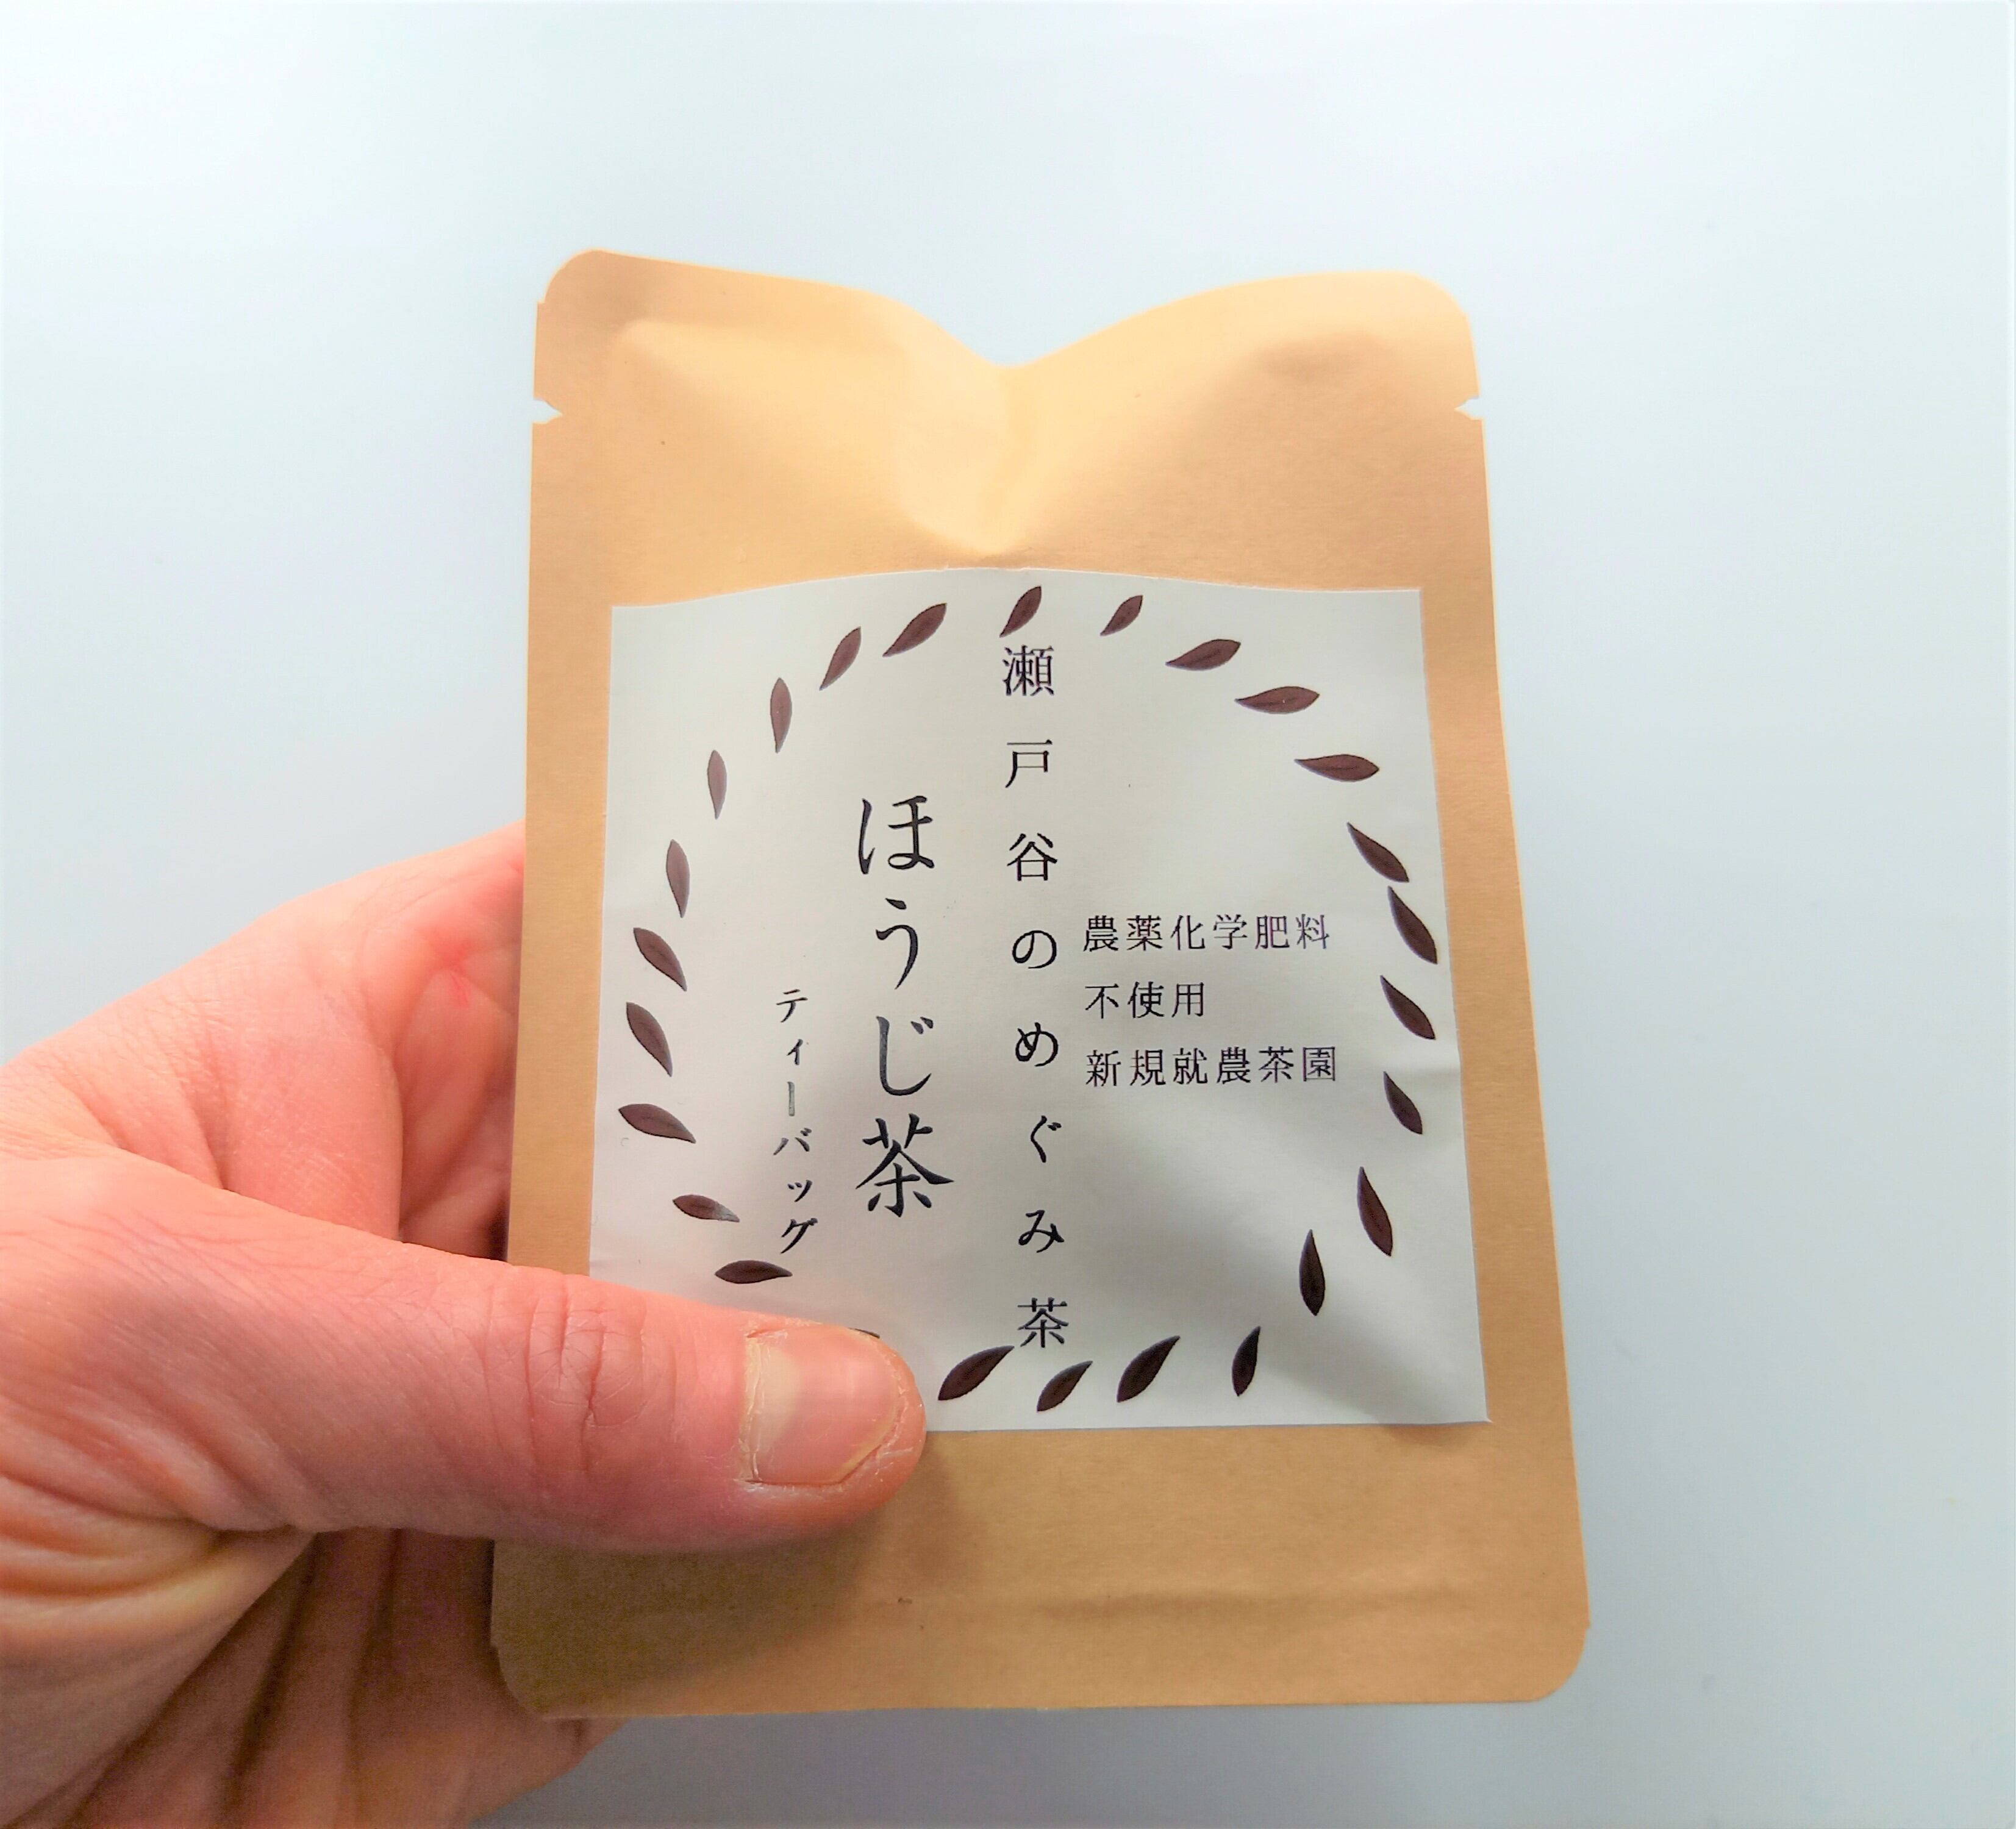 農薬化学肥料
不使用
新規就農茶園
瀬戸谷のめぐみ茶
ほうじ茶
ティーバッグ